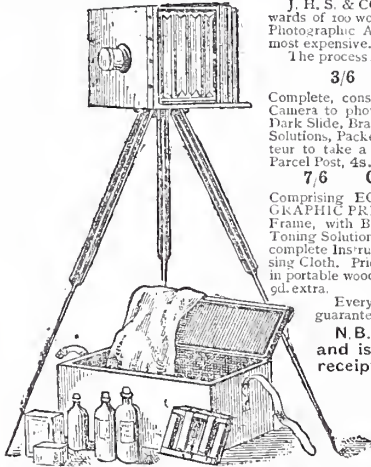 J. H. S. & CO
wards of 100 wo
Photographic A
most expensive.
The process
3/6
Complete, cons
Camera to pho
Dark Slide, Bra
Solutions, Packe
teur to take a
Parcel Post, 4s.
7/6 C
Comprising EC
GRAPHIC PRI
Frame, with B
Toning Solution
complete Instru
sing Cloth. Pric
in portable wood
9d. extra.
Every
guarante
N.B.
and is
receip